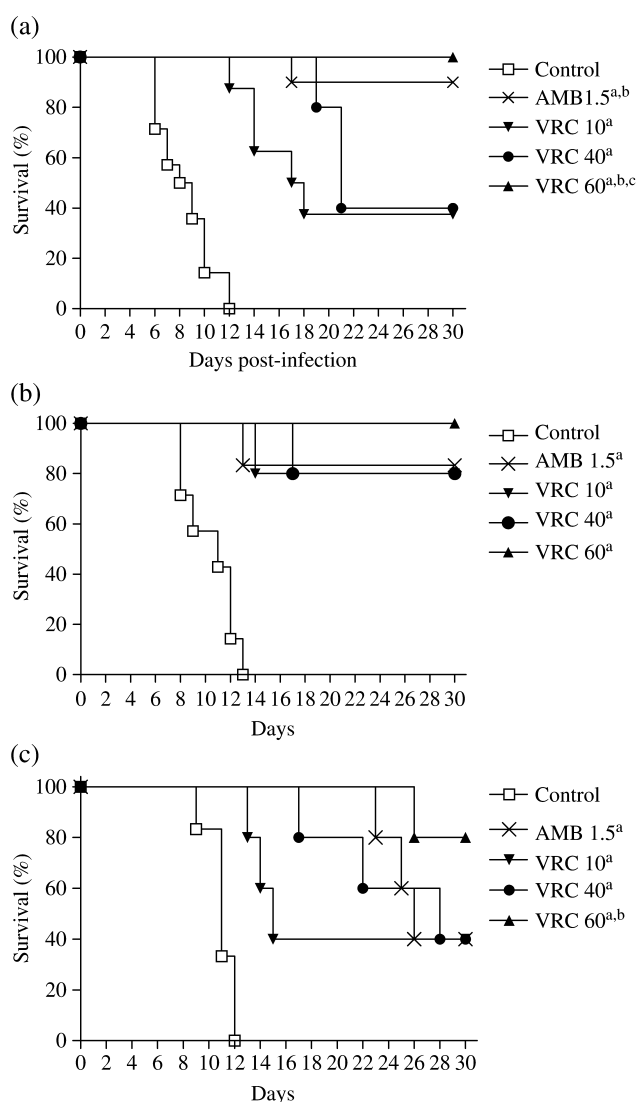 (a)
100
80
60
40
20
0
Survival (%)
0 2 4 6 8 10 12 14 16 18 20 22 24 26 28 30
Days post-infection
Control
AMB1.5a,b
VRC 10a
VRC 40a
VRC 60a,b,c
(b)
100
80
60
40
20
0
Survival (%)
0 2 4 6 8 10 12 14 16 18 20 22 24 26 28 30
Days
Control
AMB 1.5a
VRC 10a
VRC 40a
VRC 60a
(c)
100
80
60
40
20
0
Survival (%)
0 2 4 6 8 10 12 14 16 18 20 22 24 26 28 30
Days
Control
AMB 1.5a
VRC 10a
VRC 40a
VRC 60a,b